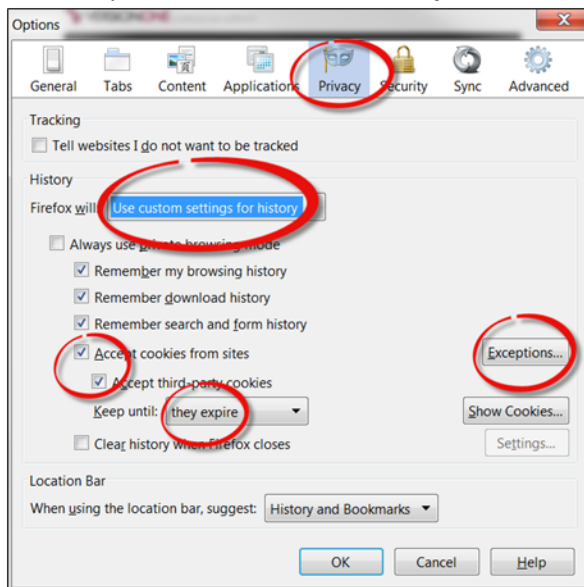 Options
General Tabs Content Applications Privacy Security Sync Advanced
Tracking
Tell websites I do not want to be tracked
History
Firefox will: Use custom settings for history
Always use private browsing mode
Remember my browsing history
Remember download history
Remember search and form history
Accept cookies from sites Exceptions...
Accept third-party cookies
Keep until: they expire Show Cookies...
Clear history when Firefox closes Settings...
Location Bar
When using the location bar, suggest: History and Bookmarks
OK Cancel Help